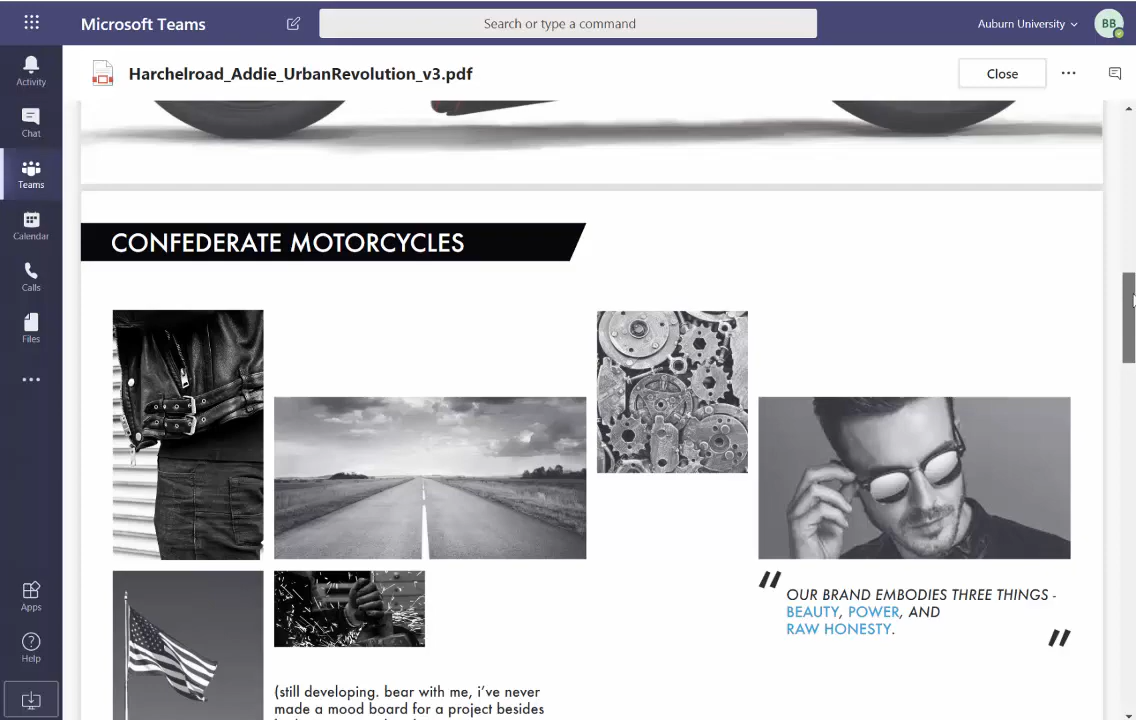 Microsoft Teams
Search or type a command
Auburn University
BB
Activity
Chat
Teams
Calendar
Calls
Files
Apps
Help
Harchelroad_Addie_UrbanRevolution_v3.pdf
Close
CONFEDERATE MOTORCYCLES
"
OUR BRAND EMBODIES THREE THINGS -
BEAUTY, POWER, AND
RAW HONESTY.
"
(still developing. bear with me, i've never
made a mood board for a project besides